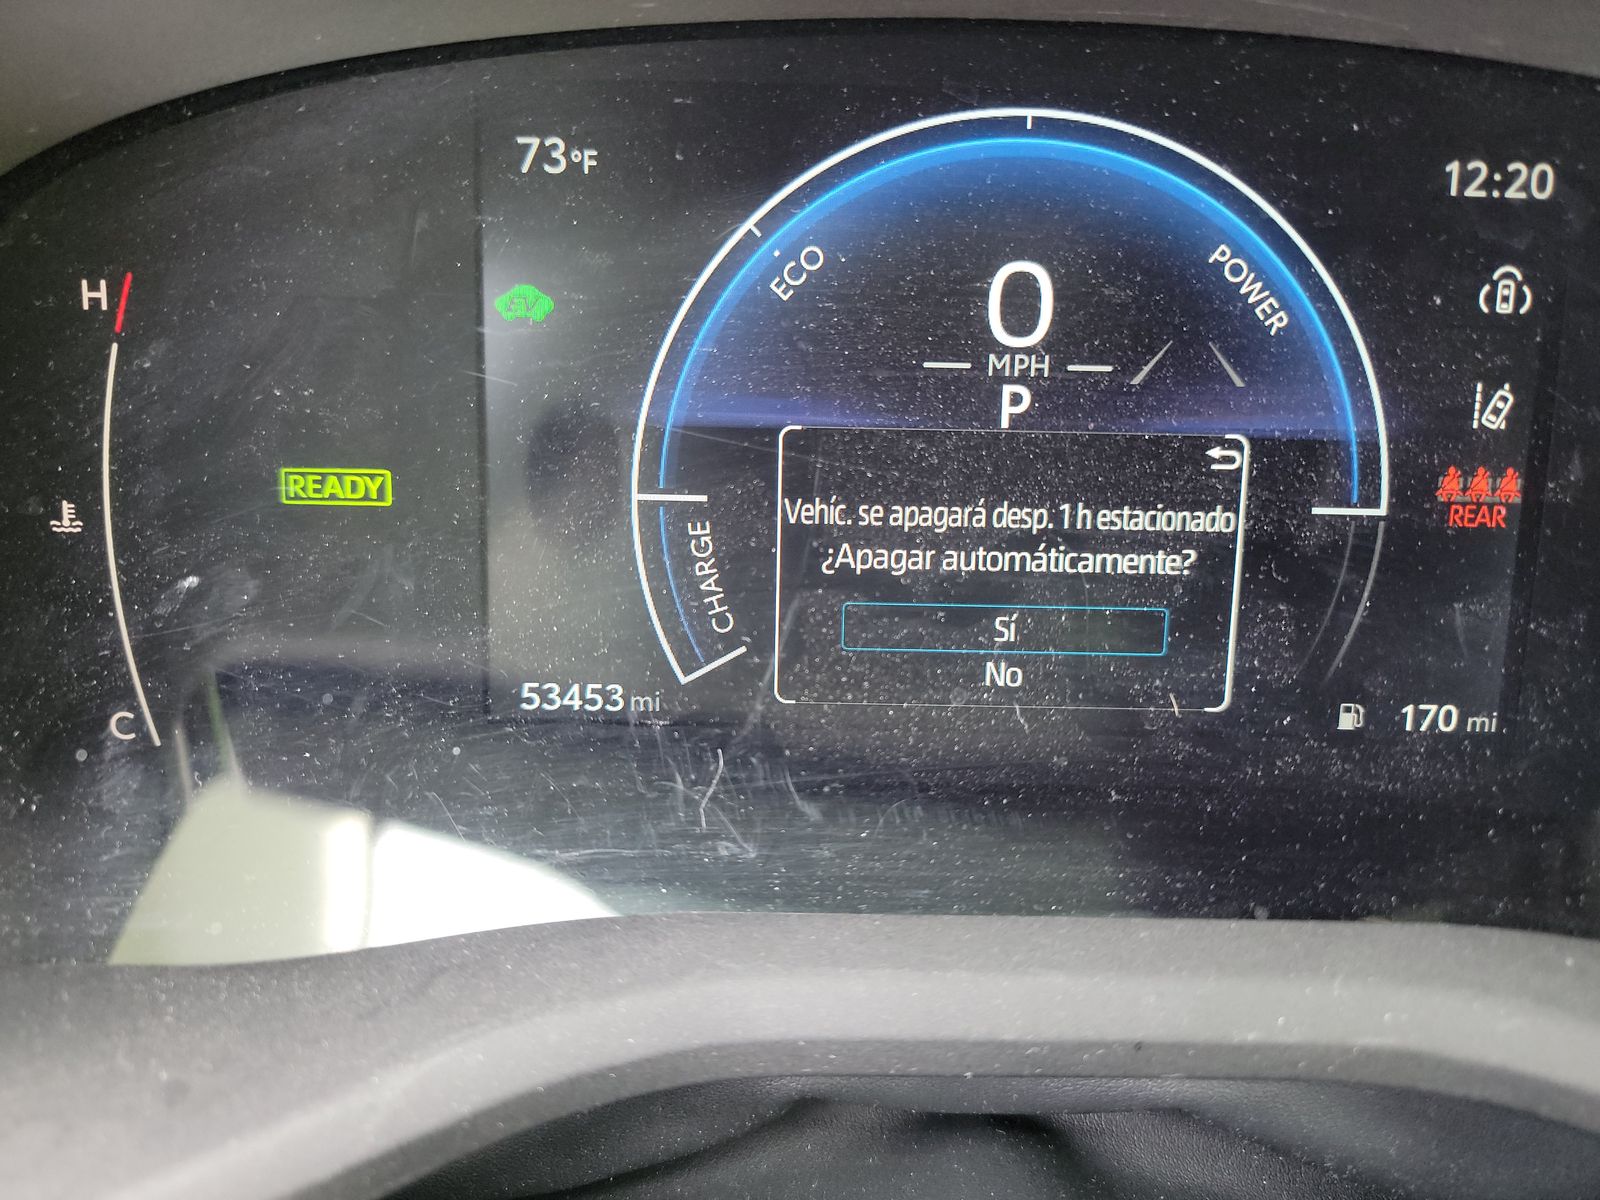 73°F
12:20
H
ECO
POWER
EV
0
MPH
P
READY
REAR
Vehíc. se apagará desp. 1 h estacionado
¿Apagar automáticamente?
CHARGE
Sí
No
53453 mi
C
170 mi